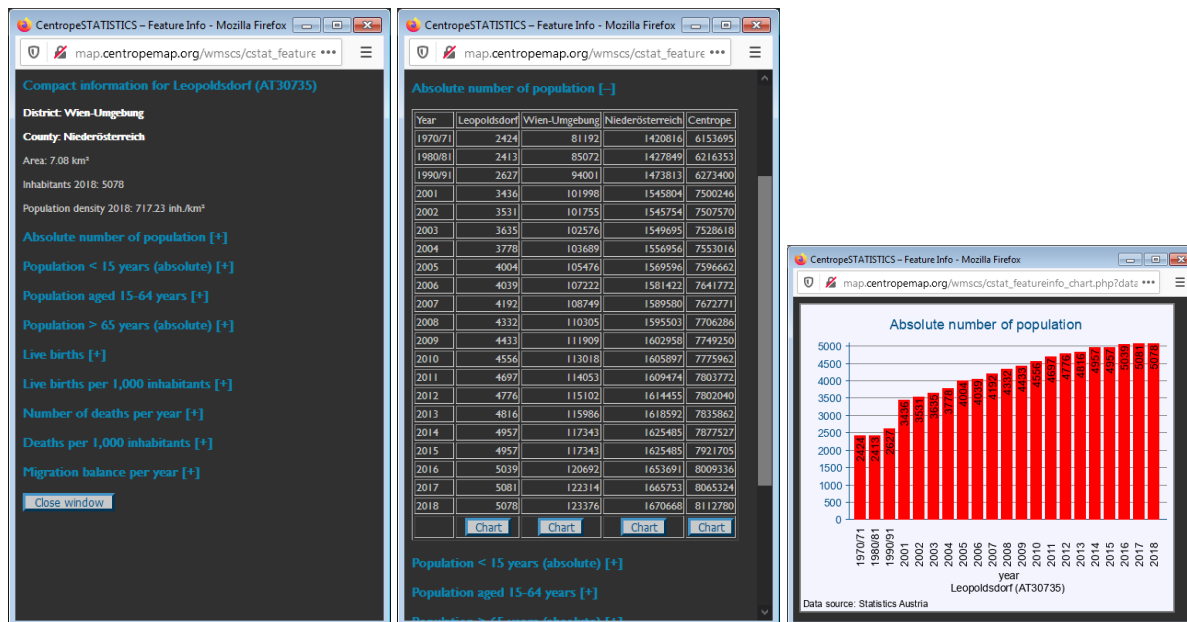 CentropeSTATISTICS – Feature Info - Mozilla Firefox
map.centropemap.org/wmscs/cstat_feature •••
Compact information for Leopoldsdorf (AT30735)
District: Wien-Umgebung
County: Niederösterreich
Area: 7.08 km²
Inhabitants 2018: 5078
Population density 2018: 717.23 inh./km²
Absolute number of population [+]
Population < 15 years (absolute) [+]
Population aged 15-64 years [+]
Population > 65 years (absolute) [+]
Live births [+]
Live births per 1,000 inhabitants [+]
Number of deaths per year [+]
Deaths per 1,000 inhabitants [+]
Migration balance per year [+]
Close window
CentropeSTATISTICS – Feature Info - Mozilla Firefox
map.centropemap.org/wmscs/cstat_feature •••
Absolute number of population [–]
Year Leopoldsdorf Wien-Umgebung Niederösterreich Centrope
1970/71 2424 81192 1420816 6153695
1980/81 2413 85072 1427849 6216353
1990/91 2627 94001 1473813 6273400
2001 3436 101998 1545804 7500246
2002 3531 101755 1545754 7507570
2003 3635 102576 1549695 7528618
2004 3778 103689 1556956 7553016
2005 4004 105476 1569596 7596662
2006 4039 107222 1581422 7641772
2007 4192 108749 1589580 7672771
2008 4332 110305 1595503 7706286
2009 4433 111909 1602958 7749250
2010 4556 113018 1605897 7775962
2011 4697 114053 1609474 7803772
2012 4776 115102 1614455 7802040
2013 4816 115986 1618592 7835862
2014 4957 117343 1625485 7877527
2015 4957 117343 1625485 7921705
2016 5039 120692 1653691 8009336
2017 5081 122314 1665753 8065324
2018 5078 123376 1670668 8112780
Chart Chart Chart Chart
Population < 15 years (absolute) [+]
Population aged 15-64 years [+]
Population > 65 years (absolute) [+]
CentropeSTATISTICS – Feature Info - Mozilla Firefox
map.centropemap.org/wmscs/cstat_featureinfo_chart.php?data •••
Absolute number of population
5000
4500
4000
3500
3000
2500
2000
1500
1000
500
0
2424 2413 2627 3436 3531 3635 3778 4004 4039 4192 4332 4433 4556 4697 4776 4816 4957 4957 5039 5081 5078
1970/71 1980/81 1990/91 2001 2002 2003 2004 2005 2006 2007 2008 2009 2010 2011 2012 2013 2014 2015 2016 2017 2018
year
Leopoldsdorf (AT30735)
Data source: Statistics Austria